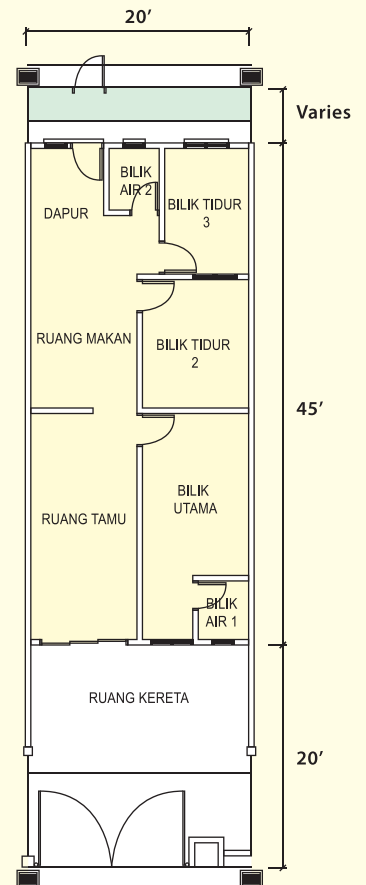 20'
Varies
BILIK
AIR 2
BILIK TIDUR
3
DAPUR
RUANG MAKAN
BILIK TIDUR
2
45'
BILIK
UTAMA
RUANG TAMU
BILIK
AIR 1
RUANG KERETA
20'